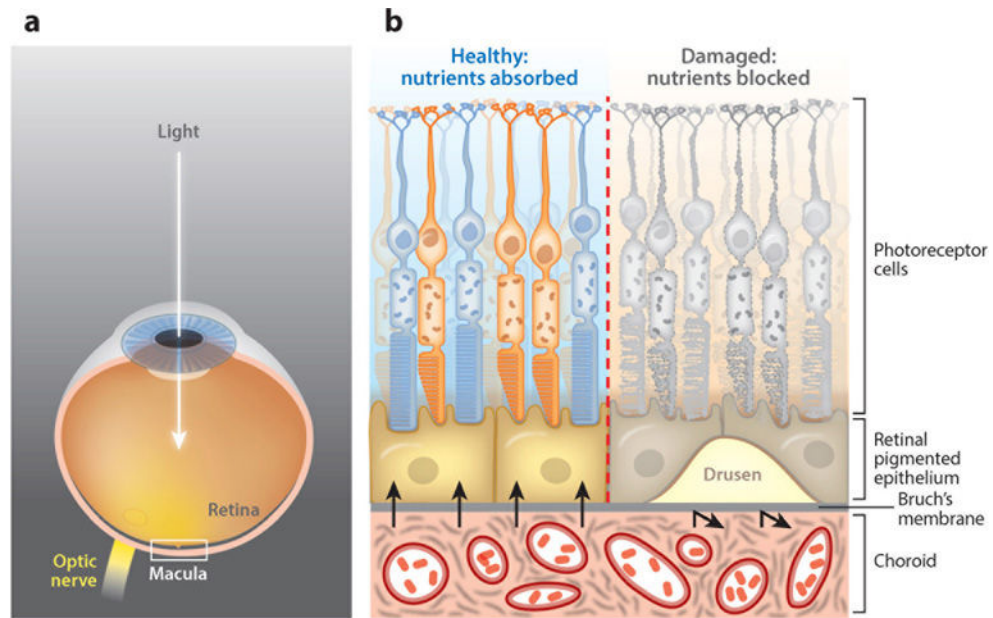 a
Light
Retina
Optic
nerve
Macula
b
Healthy:
nutrients absorbed
Damaged:
nutrients blocked
Photoreceptor
cells
Drusen
Retinal
pigmented
epithelium
Bruch's
membrane
Choroid